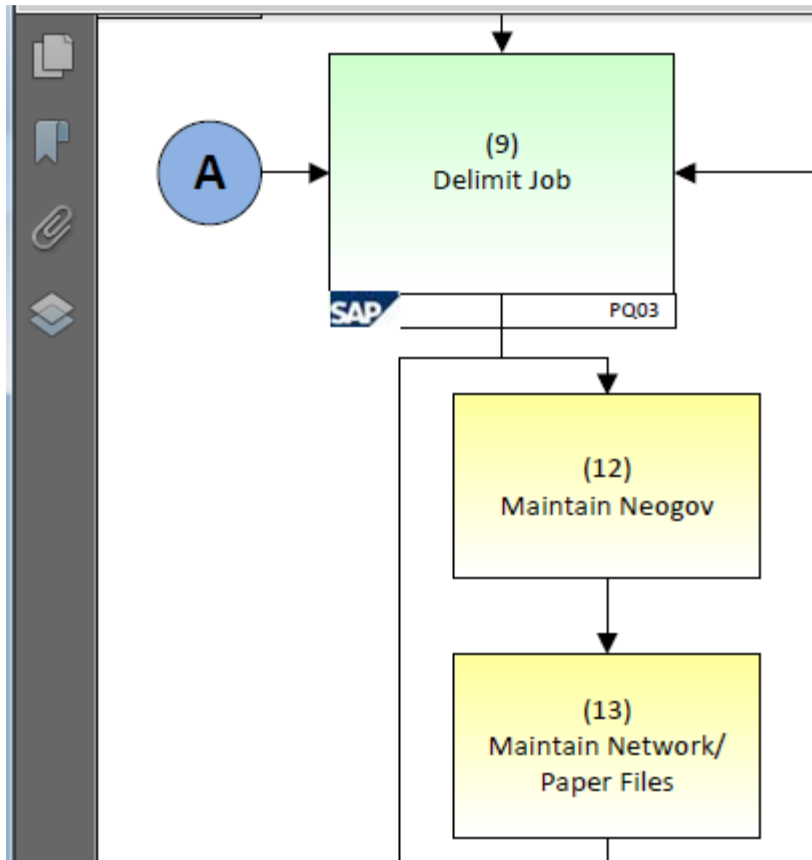 (9)
Delimit Job
A
SAP
PQ03
(12)
Maintain Neogov
(13)
Maintain Network/
Paper Files